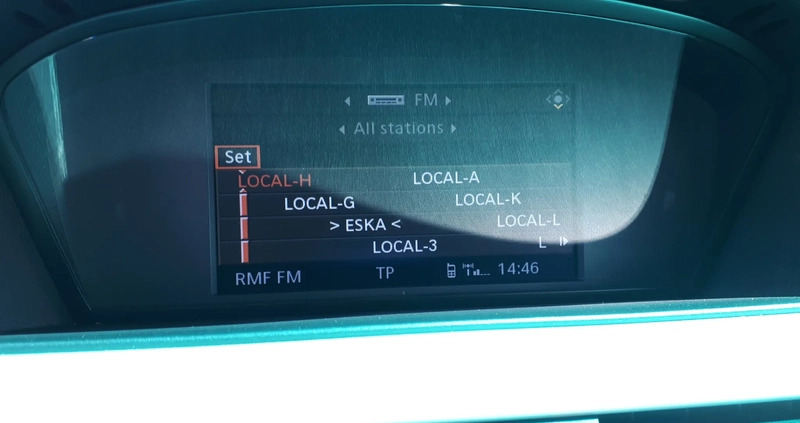 FM
All stations
Set
LOCAL-H LOCAL-A
LOCAL-G LOCAL-K
> ESKA < LOCAL-L
LOCAL-3 L
RMF FM TP 14:46